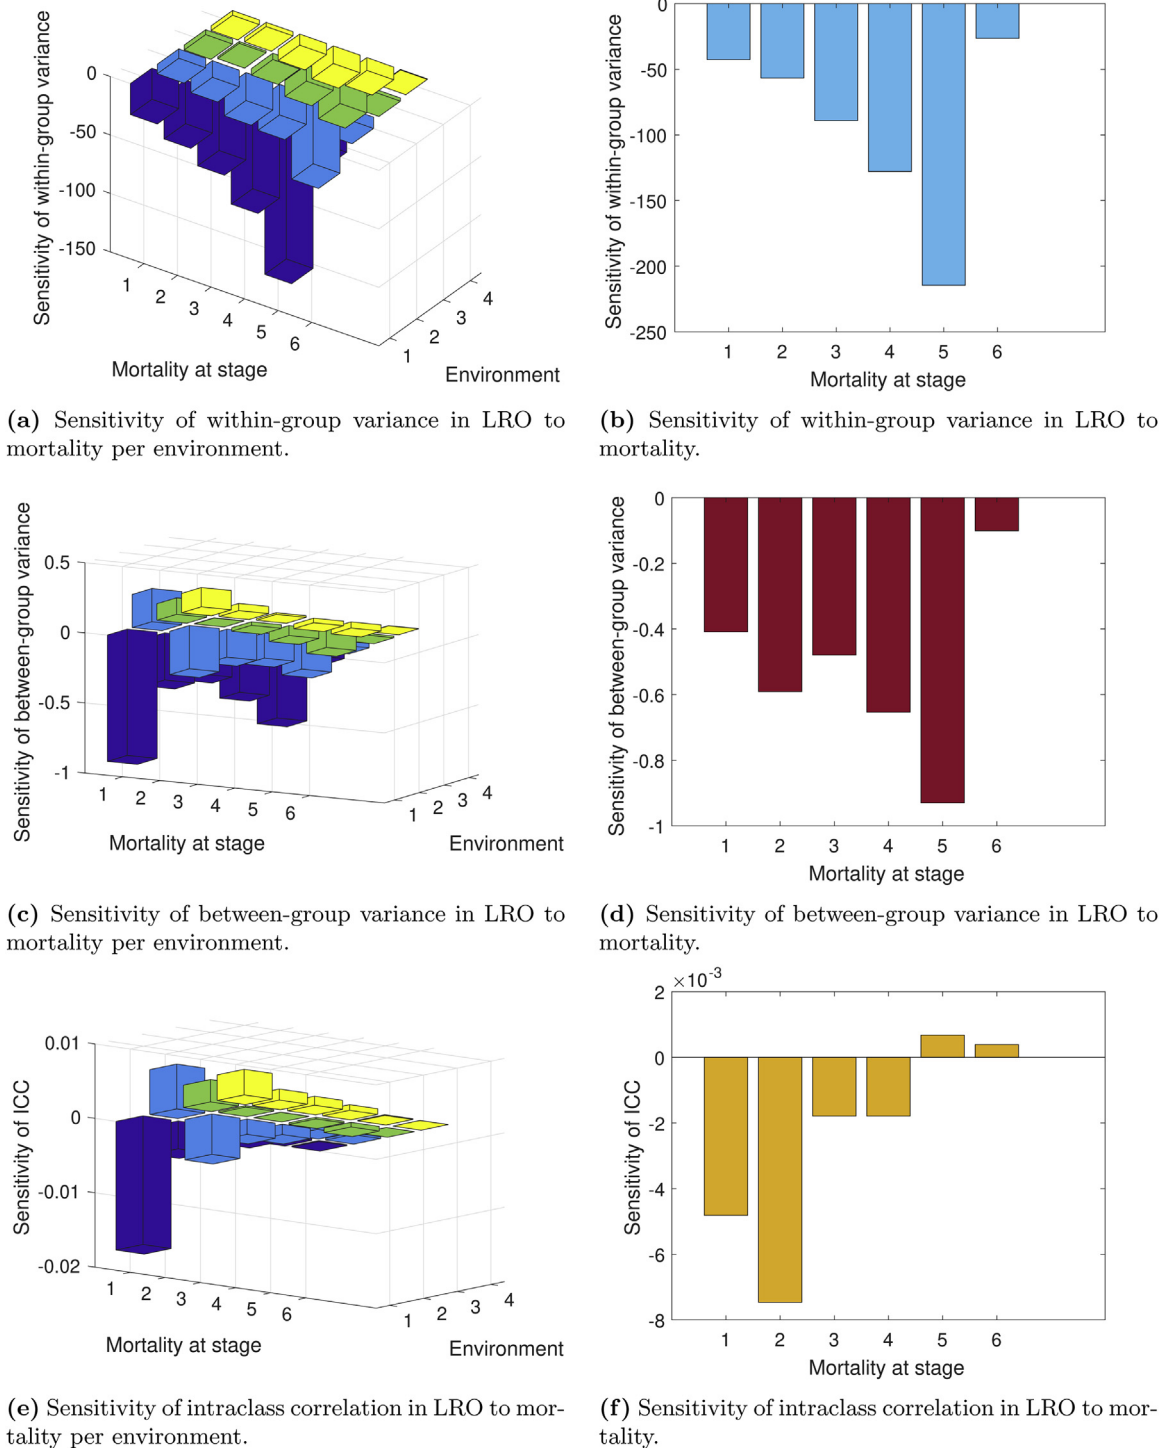 Sensitivity of within-group variance
0
-50
-100
-150
1
2
3
4
5
6
Mortality at stage
1
2
3
4
Environment
Sensitivity of within-group variance
0
-50
-100
-150
-200
-250
1 2 3 4 5 6
Mortality at stage
(a) Sensitivity of within-group variance in LRO to
mortality per environment.
(b) Sensitivity of within-group variance in LRO to
mortality.
Sensitivity of between-group variance
0.5
0
-0.5
-1
1
2
3
4
5
6
Mortality at stage
1
2
3
4
Environment
Sensitivity of between-group variance
0
-0.2
-0.4
-0.6
-0.8
-1
1 2 3 4 5 6
Mortality at stage
(c) Sensitivity of between-group variance in LRO to
mortality per environment.
(d) Sensitivity of between-group variance in LRO to
mortality.
Sensitivity of ICC
0.01
0
-0.01
-0.02
1
2
3
4
5
6
Mortality at stage
1
2
3
4
Environment
×10⁻³
Sensitivity of ICC
2
0
-2
-4
-6
-8
1 2 3 4 5 6
Mortality at stage
(e) Sensitivity of intraclass correlation in LRO to mor-
tality per environment.
(f) Sensitivity of intraclass correlation in LRO to mor-
tality.